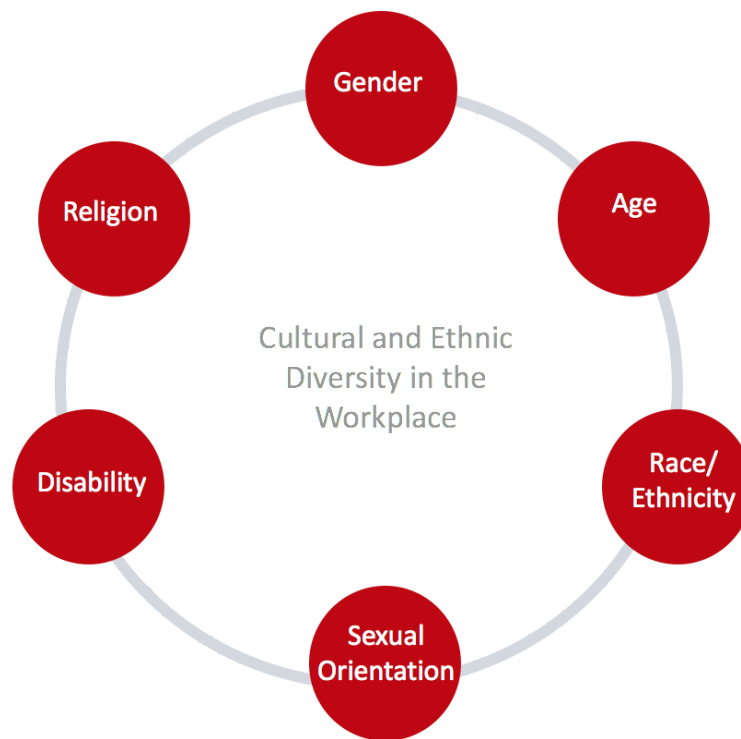 Gender
Age
Religion
Cultural and Ethnic
Diversity in the
Workplace
Race/
Ethnicity
Disability
Sexual
Orientation